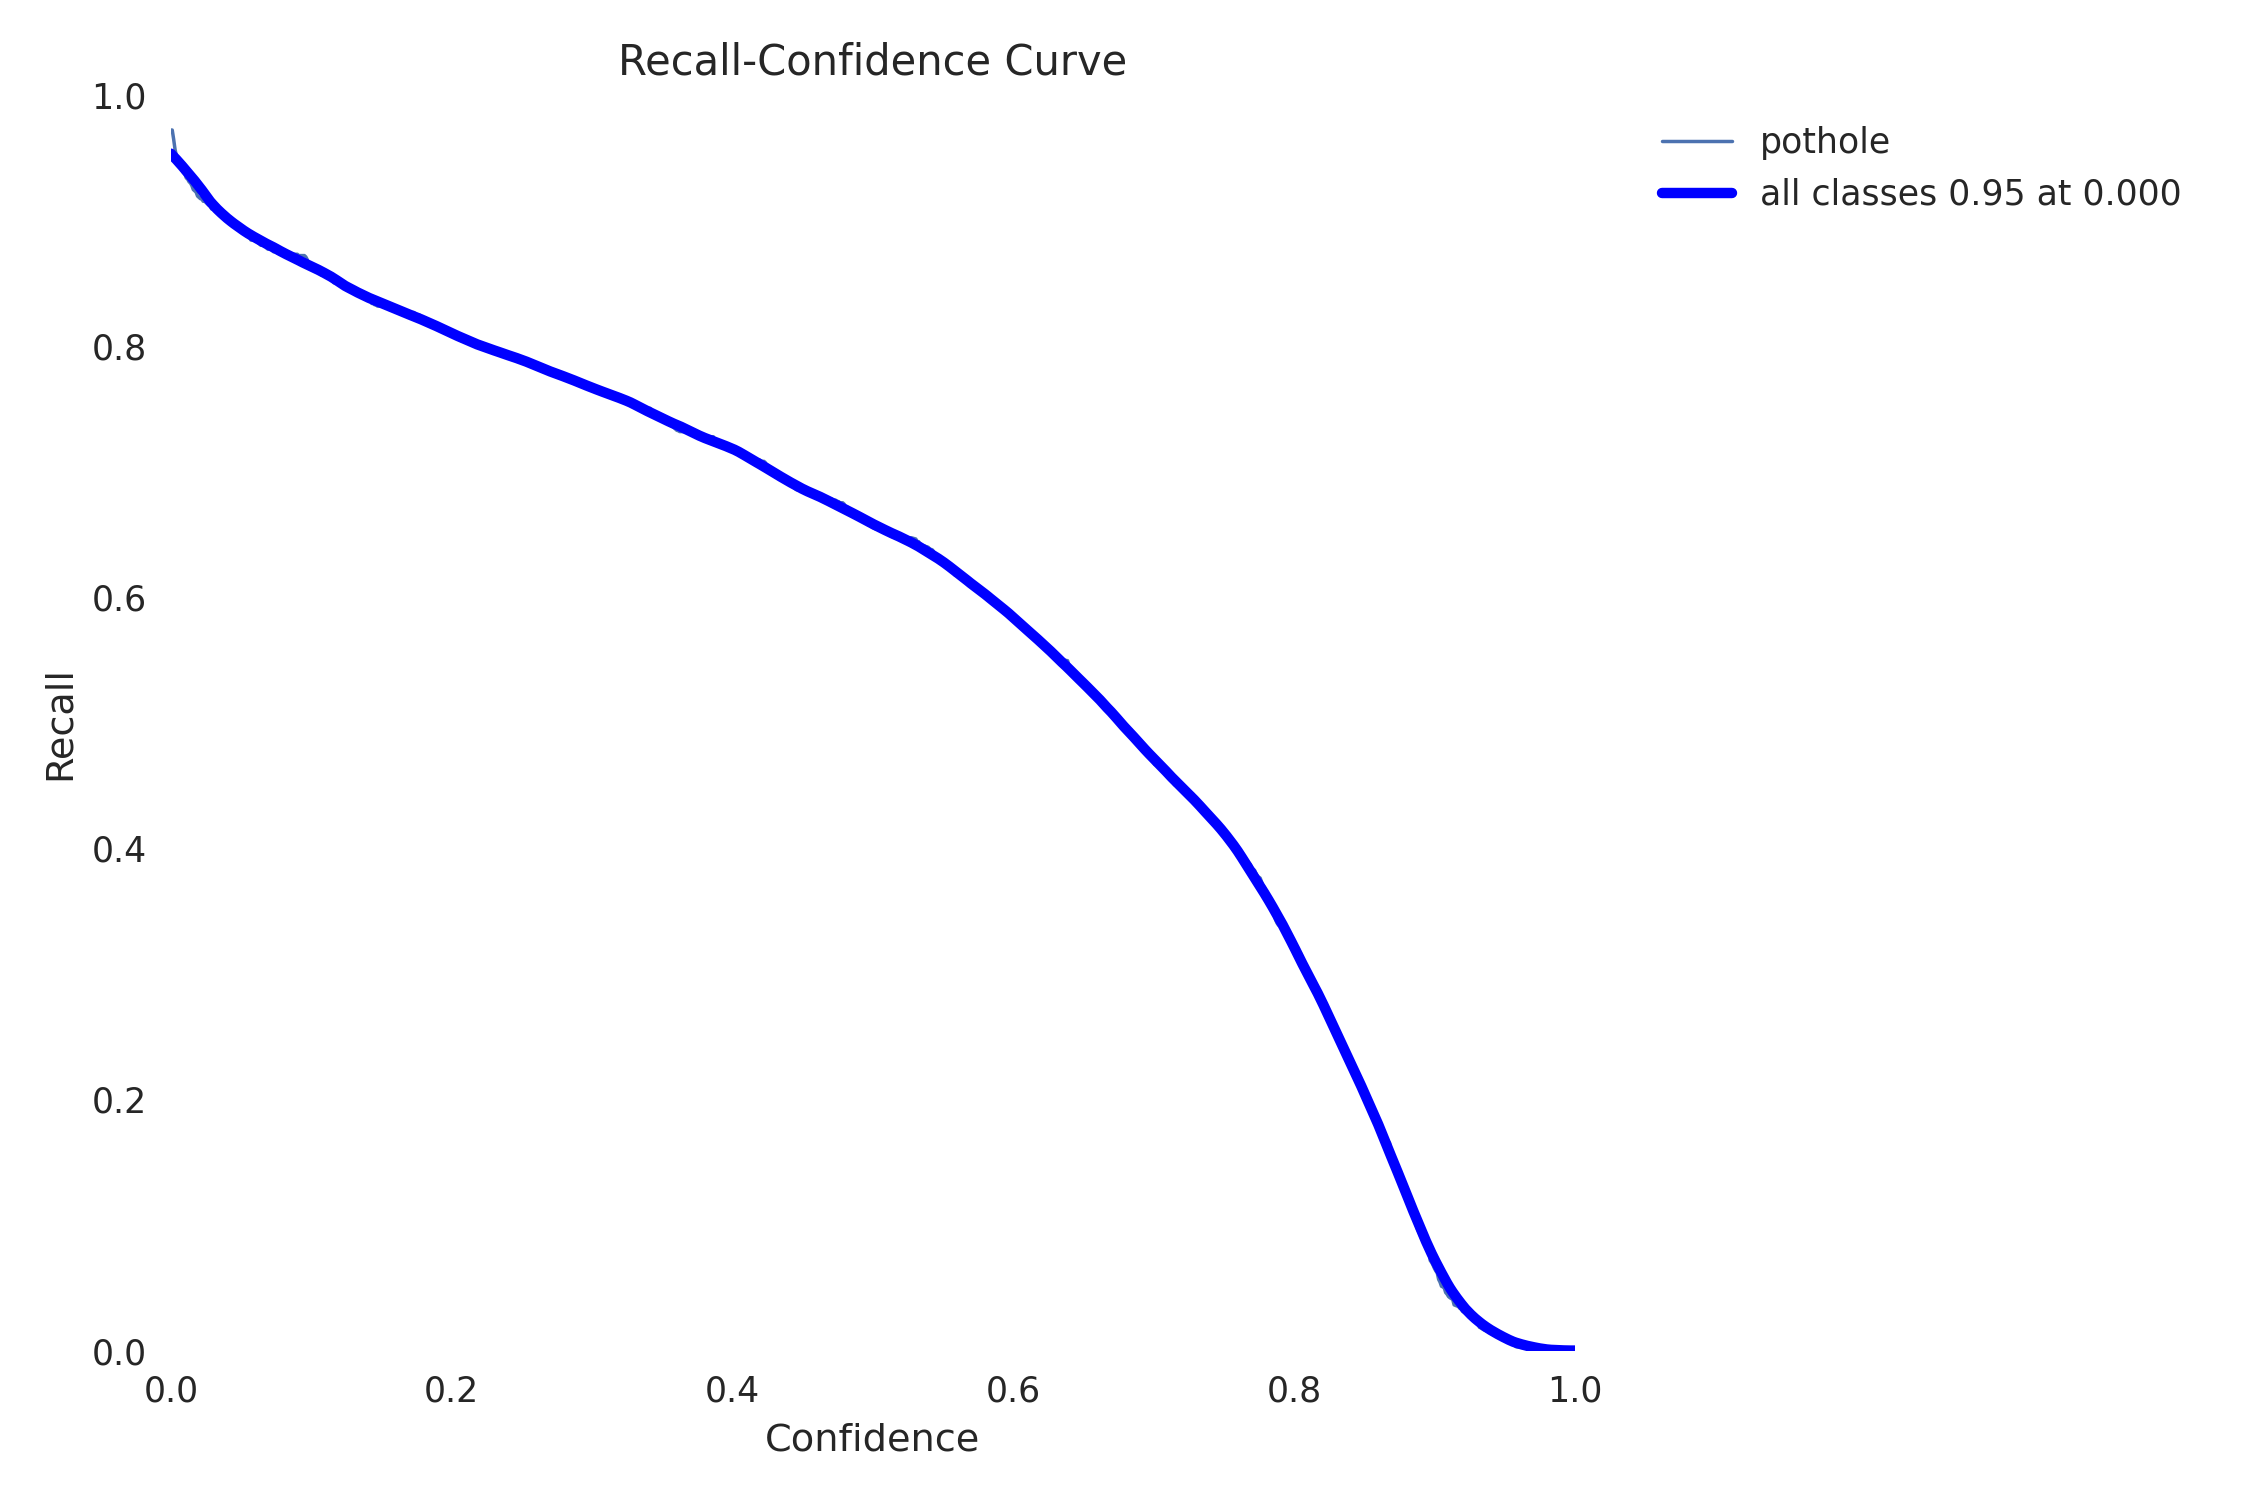 Recall-Confidence Curve
1.0
0.8
0.6
0.4
0.2
0.0
Recall
0.0 0.2 0.4 0.6 0.8 1.0
Confidence
pothole
all classes 0.95 at 0.000